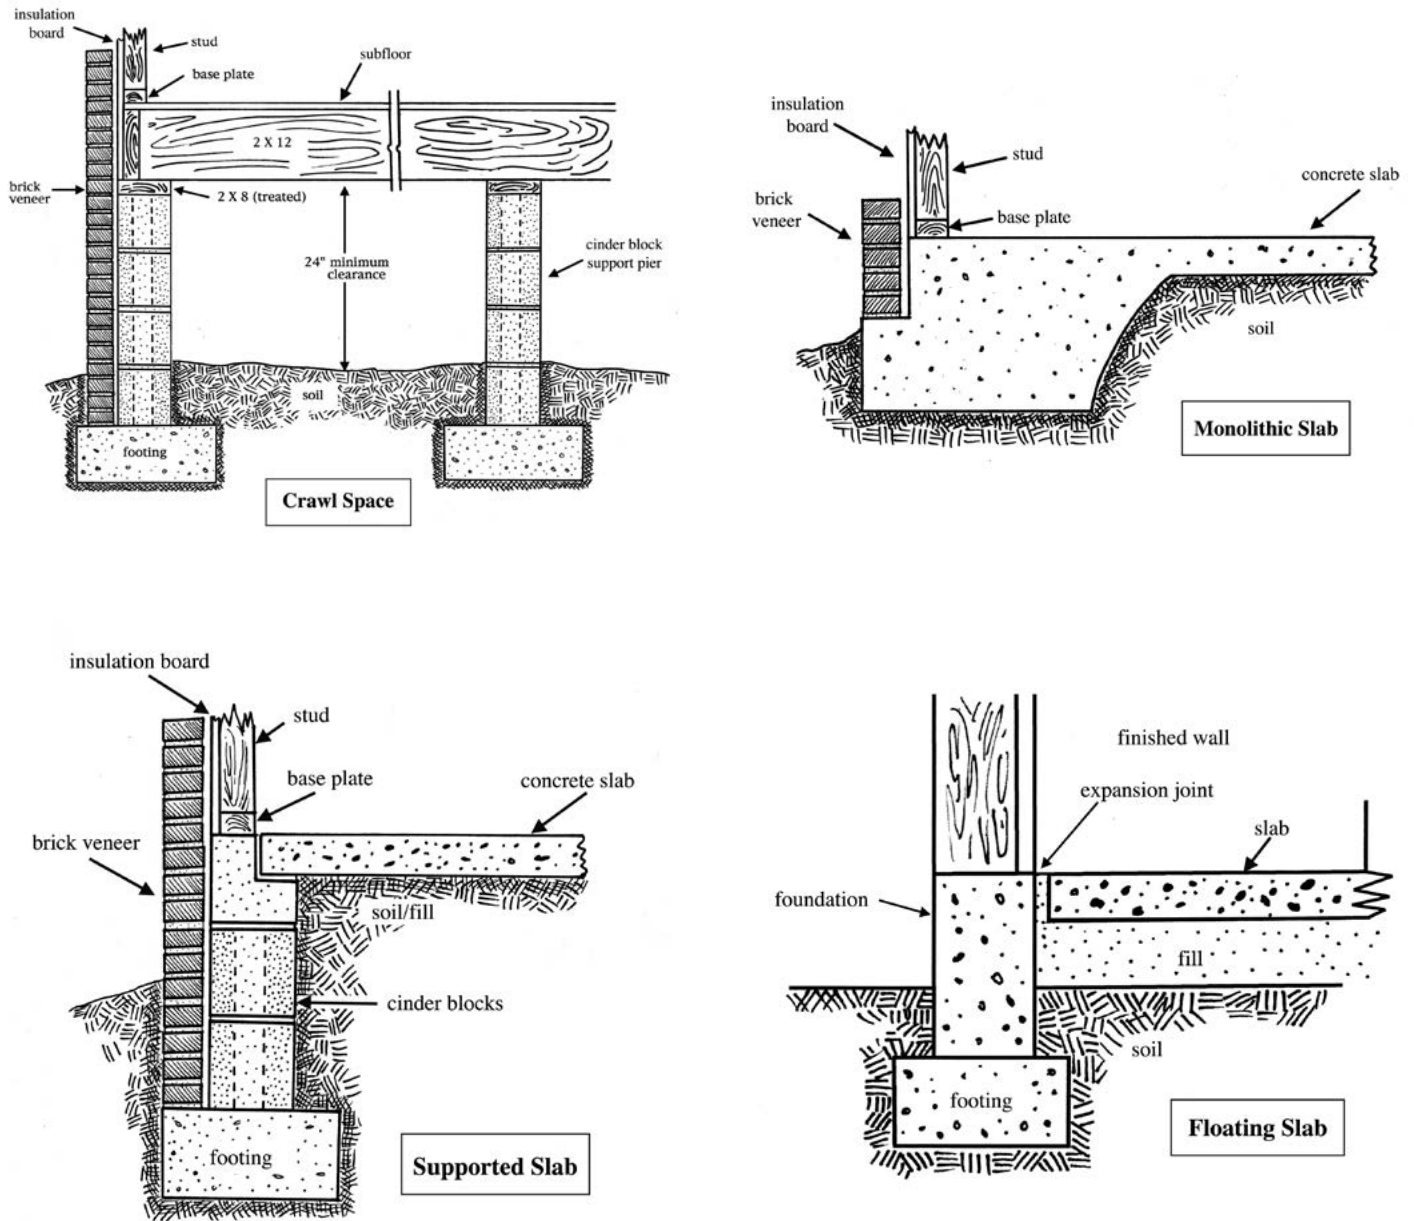 insulation
board
stud
base plate
subfloor
2 X 12
brick
veneer
2 X 8 (treated)
24" minimum
clearance
cinder block
support pier
soil
footing
Crawl Space
insulation
board
stud
concrete slab
brick
veneer
base plate
soil
Monolithic Slab
insulation board
stud
base plate
concrete slab
brick veneer
soil/fill
cinder blocks
footing
Supported Slab
finished wall
expansion joint
slab
foundation
fill
soil
footing
Floating Slab